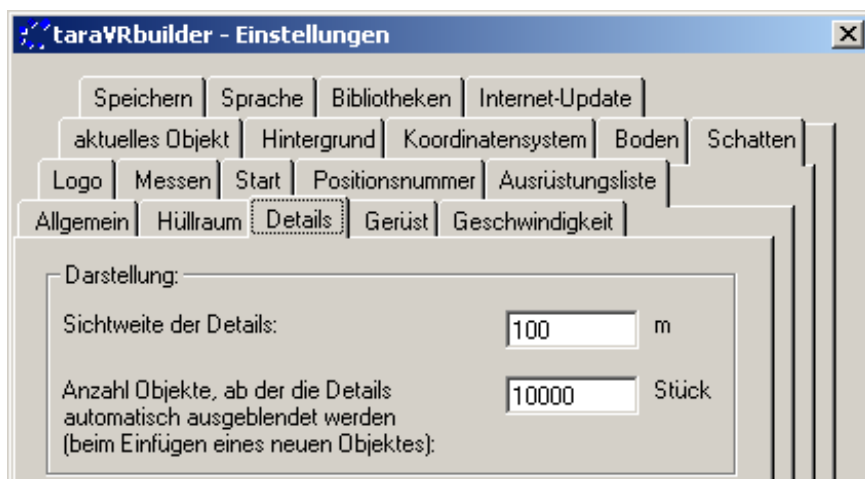 taraVRbuilder - Einstellungen
Speichern Sprache Bibliotheken Internet-Update
aktuelles Objekt Hintergrund Koordinatensystem Boden Schatten
Logo Messen Start Positionsnummer Ausrüstungsliste
Allgemein Hüllraum Details Gerüst Geschwindigkeit
Darstellung:
Sichtweite der Details: 100 m
Anzahl Objekte, ab der die Details 10000 Stück
automatisch ausgeblendet werden
(beim Einfügen eines neuen Objektes):